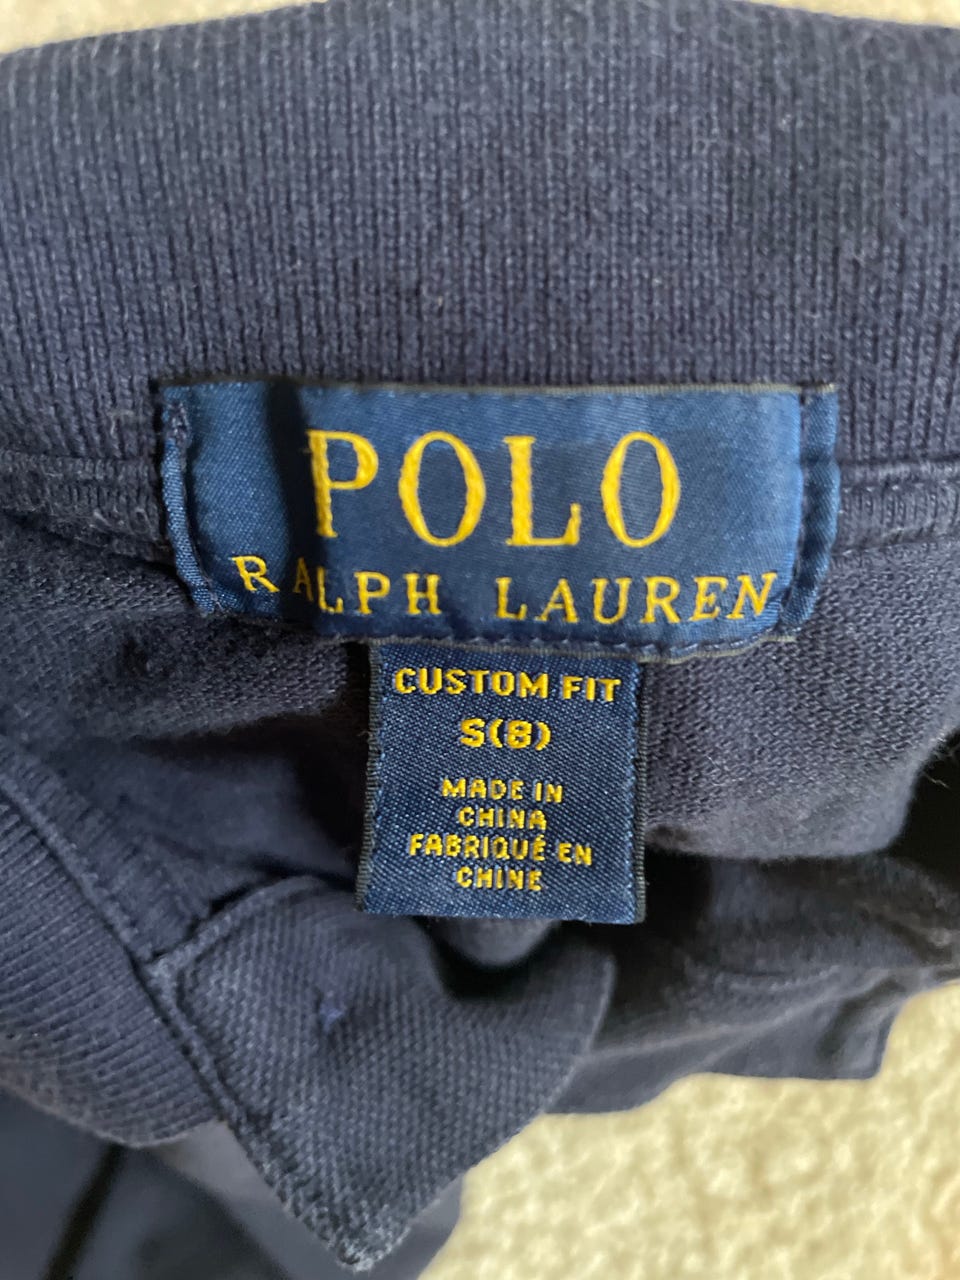 POLO
RALPH LAUREN
CUSTOM FIT
S(8)
MADE IN
CHINA
FABRIQUÉ EN
CHINE